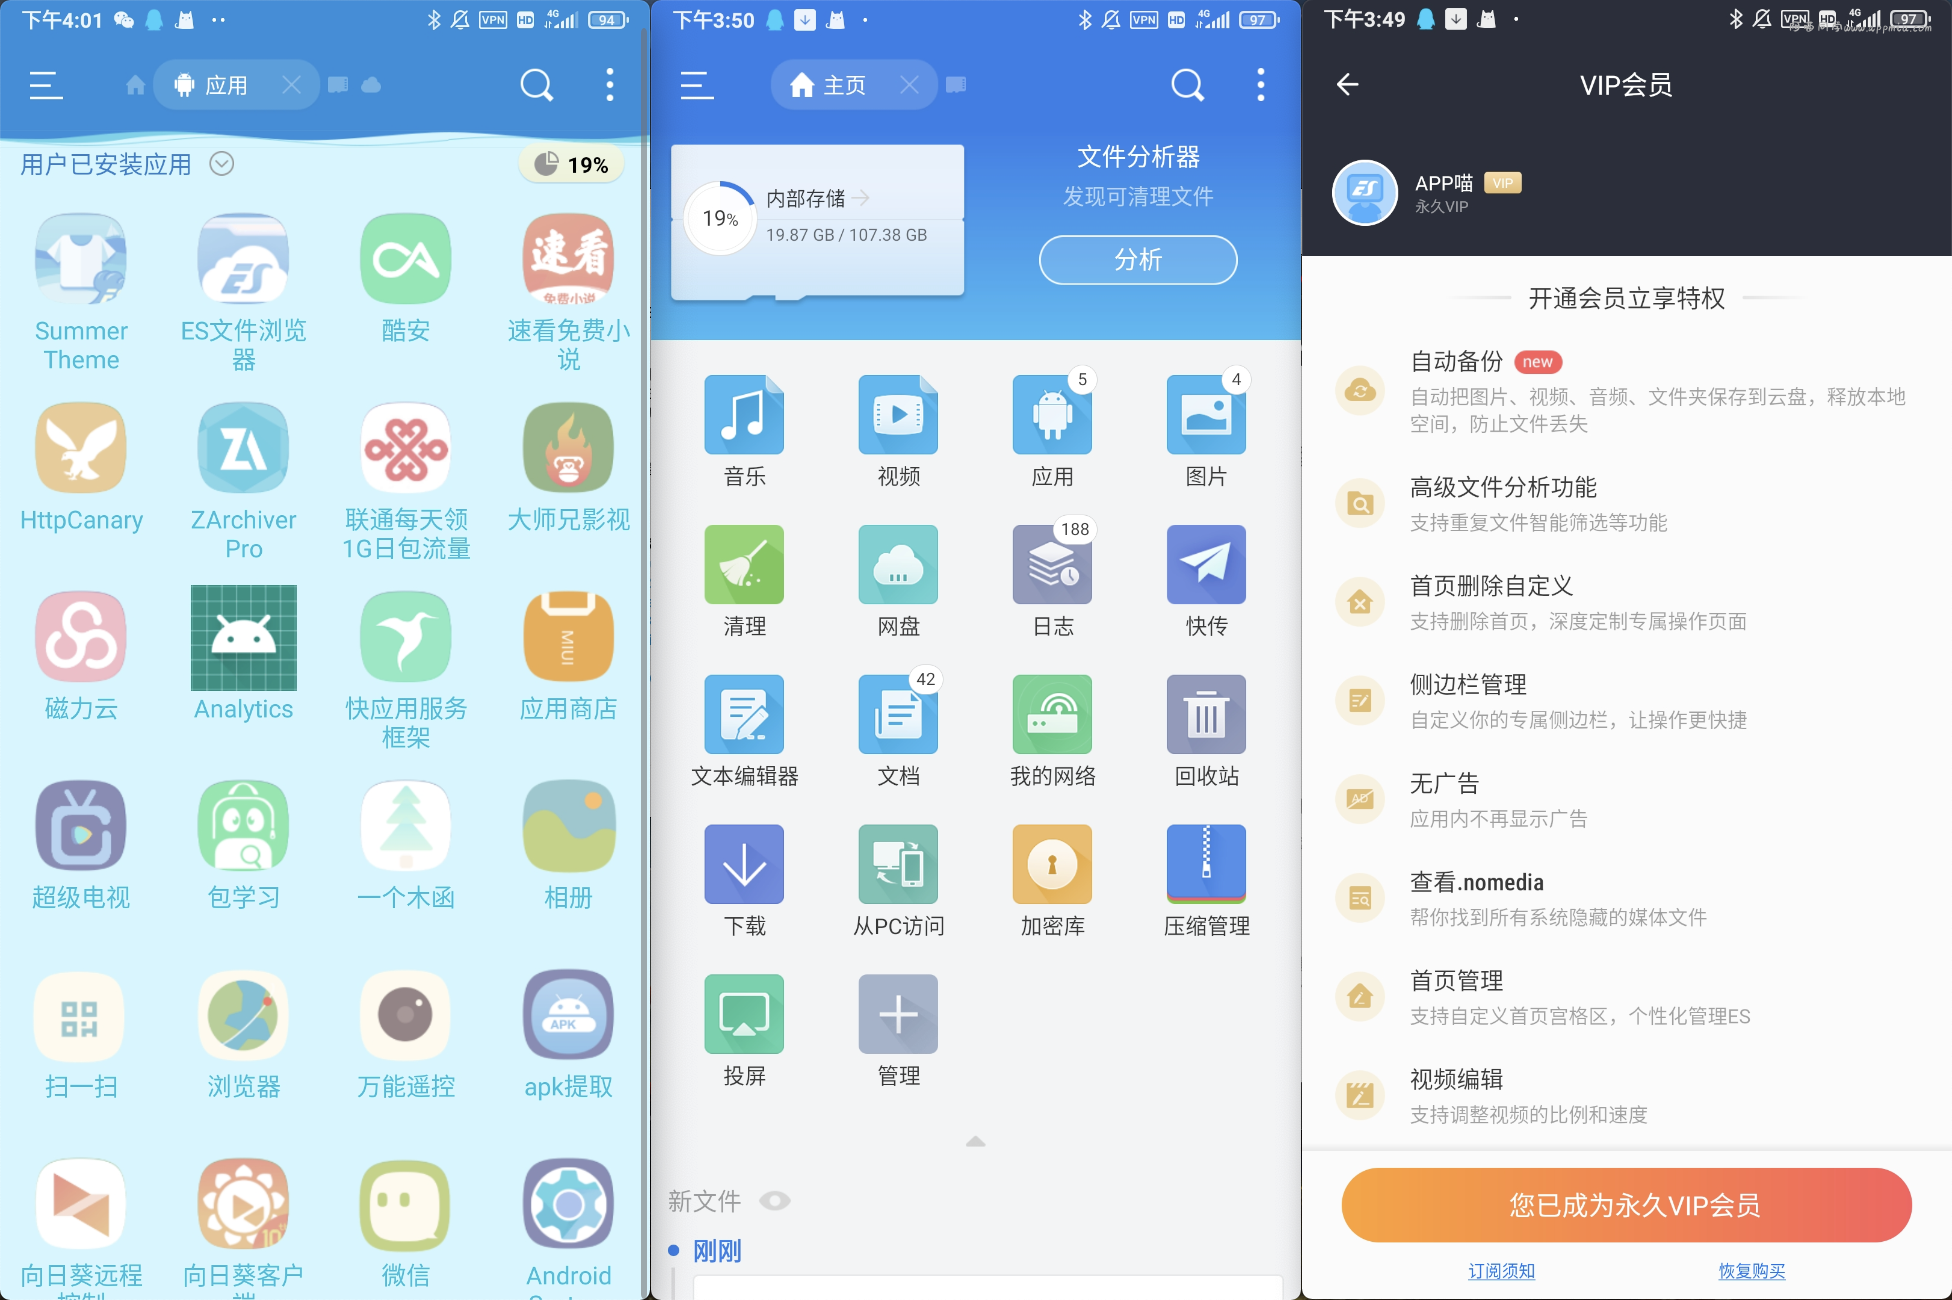 下午4:01
VPN
HD
4G
94
应用
用户已安装应用
19%
Summer
Theme
ES文件浏览
器
酷安
速看
免费小说
速看免费小
说
HttpCanary
ZArchiver
Pro
联通每天领
1G日包流量
大师兄影视
磁力云
Analytics
快应用服务
框架
MIUI
应用商店
超级电视
包学习
一个木函
相册
扫一扫
浏览器
万能遥控
APK
apk提取
向日葵远程
向日葵客户
微信
Android
下午3:50
VPN
HD
4G
97
主页
19%
内部存储
19.87 GB / 107.38 GB
文件分析器
发现可清理文件
分析
音乐
视频
5
应用
4
图片
清理
网盘
188
日志
快传
文本编辑器
42
文档
我的网络
回收站
下载
从PC访问
加密库
压缩管理
投屏
管理
新文件
刚刚
下午3:49
VPN
HD
4G
97
VIP会员
APP喵
VIP
永久VIP
开通会员立享特权
自动备份
new
自动把图片、视频、音频、文件夹保存到云盘，释放本地
空间，防止文件丢失
高级文件分析功能
支持重复文件智能筛选等功能
首页删除自定义
支持删除首页，深度定制专属操作页面
侧边栏管理
自定义你的专属侧边栏，让操作更快捷
AD
无广告
应用内不再显示广告
查看.nomedia
帮你找到所有系统隐藏的媒体文件
首页管理
支持自定义首页宫格区，个性化管理ES
视频编辑
支持调整视频的比例和速度
您已成为永久VIP会员
订阅须知
恢复购买